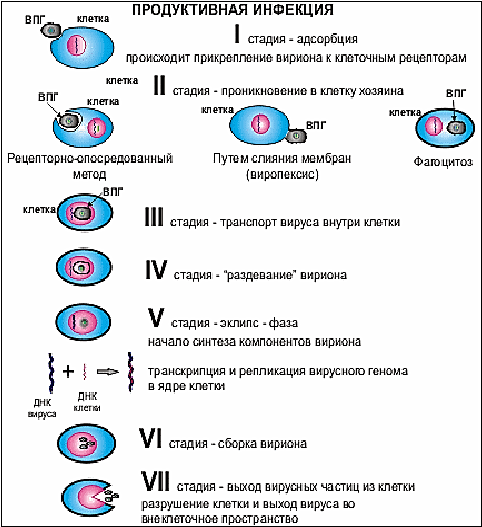 ПРОДУКТИВНАЯ ИНФЕКЦИЯ
ВПГ
клетка
I стадия - адсорбция
происходит прикрепление вириона к клеточным рецепторам
клетка
II стадия - проникновение в клетку хозяина
ВПГ
клетка
клетка
ВПГ
клетка
ВПГ
Рецепторно-опосредованный
метод
Путем слияния мембран
(виропексис)
Фагоцитоз
ВПГ
клетка
III стадия - транспорт вируса внутри клетки
IV стадия - "раздевание" вириона
V стадия - эклипс - фаза
начало синтеза компонентов вириона
транскрипция и репликация вирусного генома
в ядре клетки
+
ДНК
вируса
ДНК
клетки
VI стадия - сборка вириона
VII стадия - выход вирусных частиц из клетки
разрушение клетки и выход вируса во
внеклеточное пространство